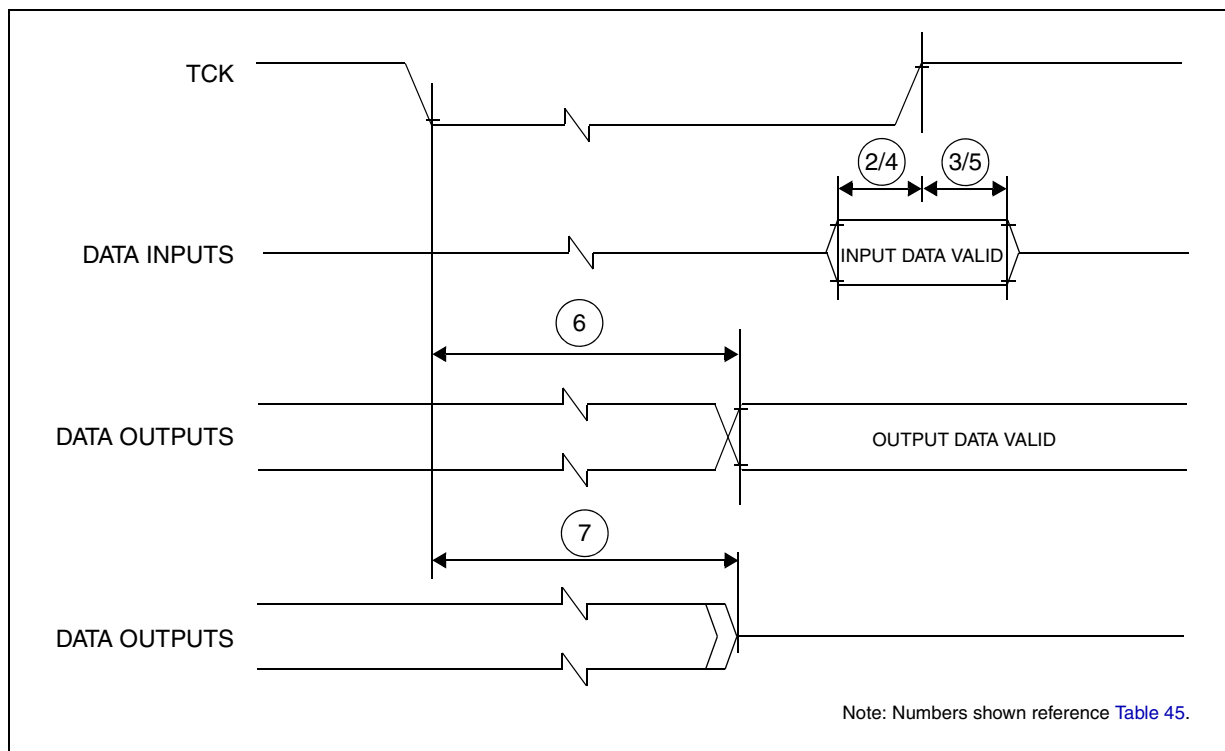 TCK
2/4
3/5
DATA INPUTS
INPUT DATA VALID
6
DATA OUTPUTS
OUTPUT DATA VALID
7
DATA OUTPUTS
Note: Numbers shown reference Table 45.